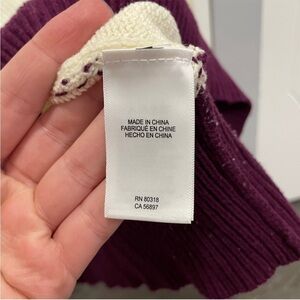 MADE IN CHINA
FABRIQUÉ EN CHINE
HECHO EN CHINA
RN 80318
CA 56897